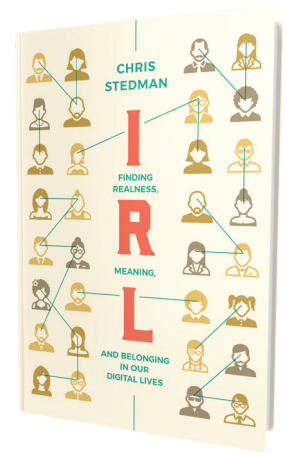 CHRIS
STEDMAN
I
FINDING
REALNESS,
R
MEANING,
L
AND BELONGING
IN OUR
DIGITAL LIVES